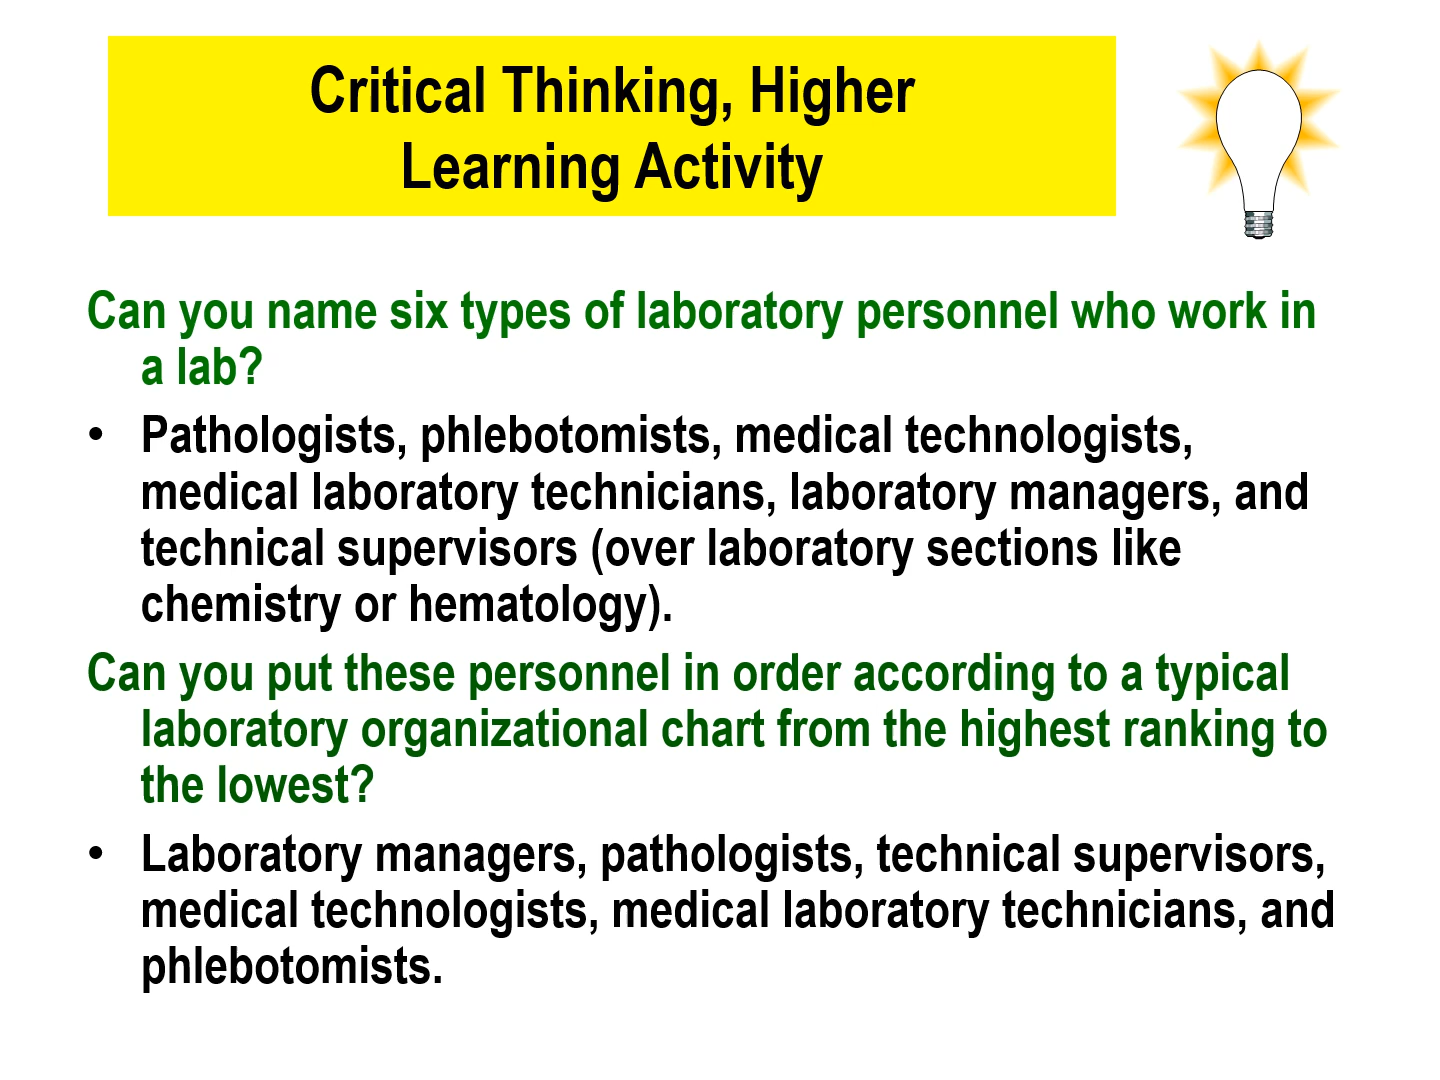 Critical Thinking, Higher
Learning Activity
Can you name six types of laboratory personnel who work in
a lab?
• Pathologists, phlebotomists, medical technologists,
medical laboratory technicians, laboratory managers, and
technical supervisors (over laboratory sections like
chemistry or hematology).
Can you put these personnel in order according to a typical
laboratory organizational chart from the highest ranking to
the lowest?
• Laboratory managers, pathologists, technical supervisors,
medical technologists, medical laboratory technicians, and
phlebotomists.